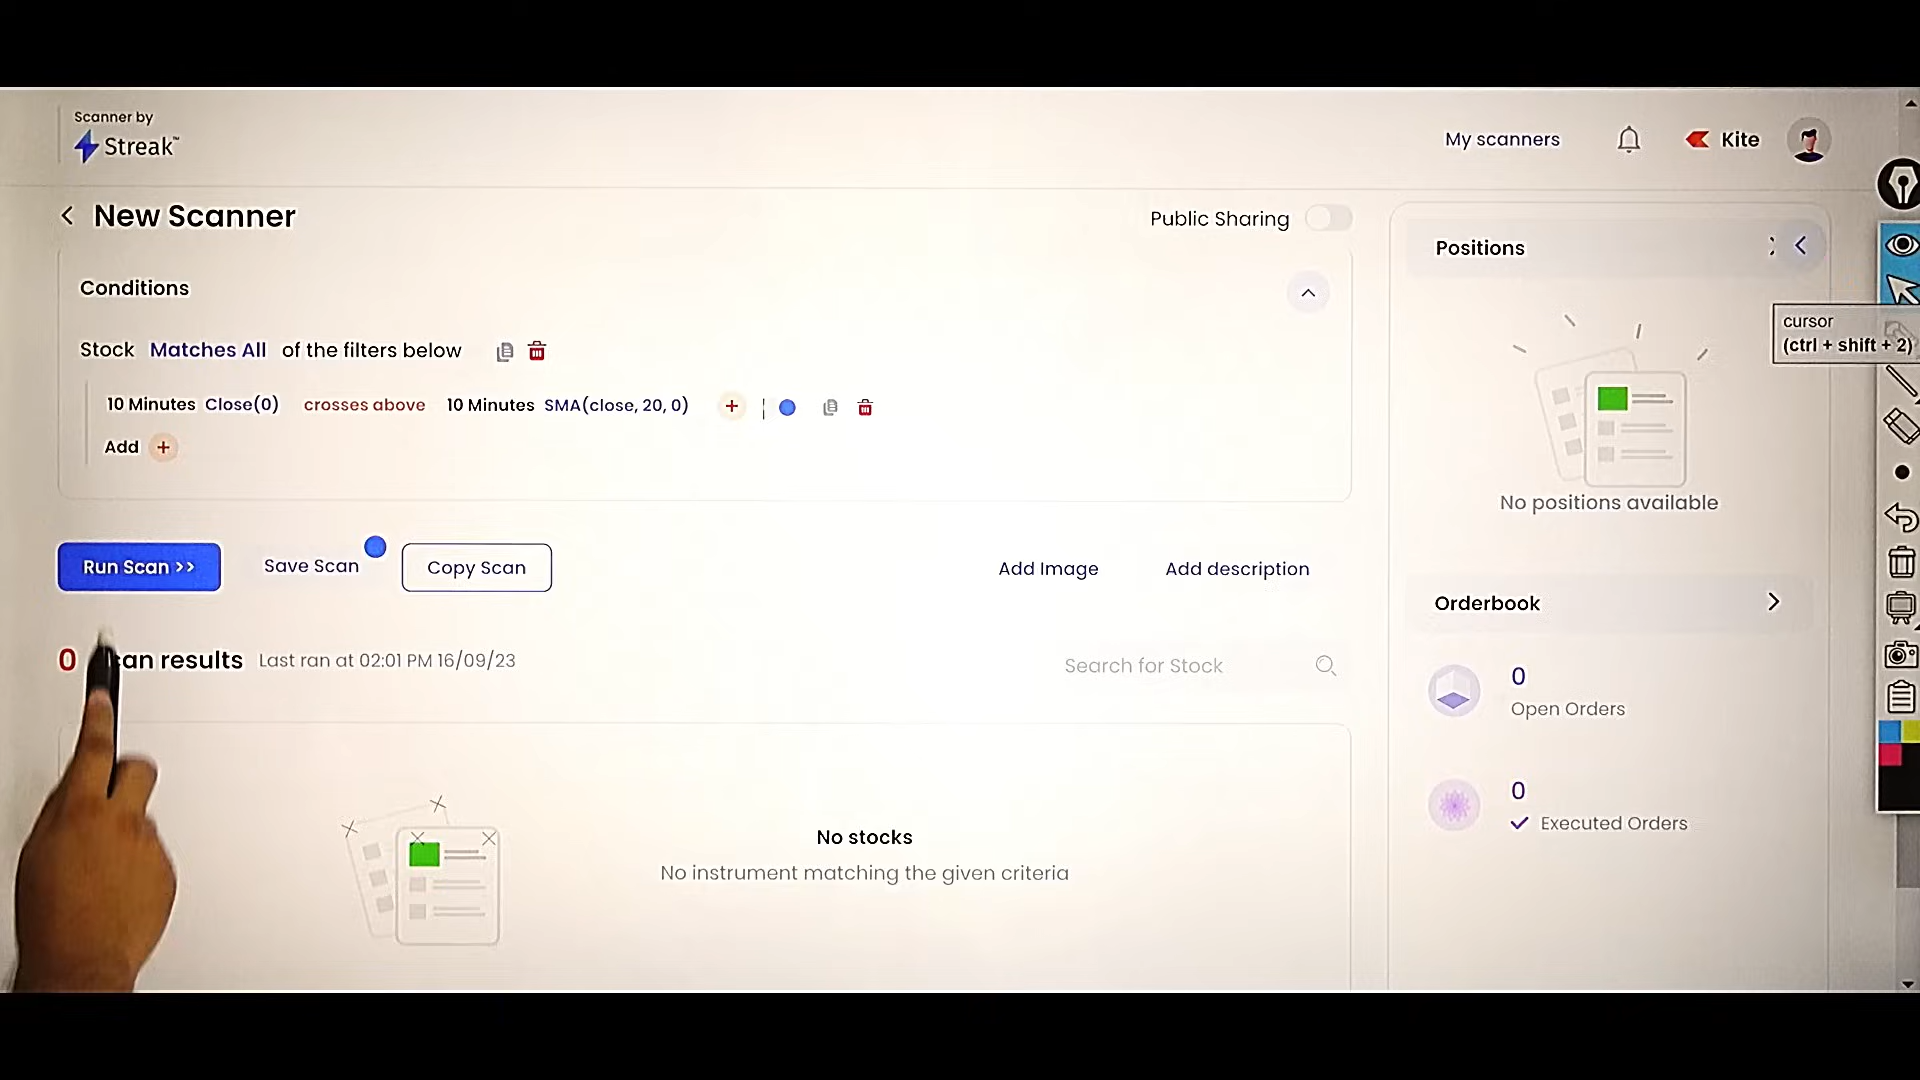 Scanner by
Streak™
My scanners
Kite
New Scanner
Public Sharing
Positions
Conditions
cursor
(ctrl + shift + 2)
Stock Matches All of the filters below
10 Minutes Close(0) crosses above 10 Minutes SMA(close, 20, 0)
Add
No positions available
Run Scan >>
Save Scan
Copy Scan
Add Image
Add description
Orderbook
0 can results Last ran at 02:01 PM 16/09/23
Search for Stock
0
Open Orders
0
Executed Orders
No stocks
No instrument matching the given criteria